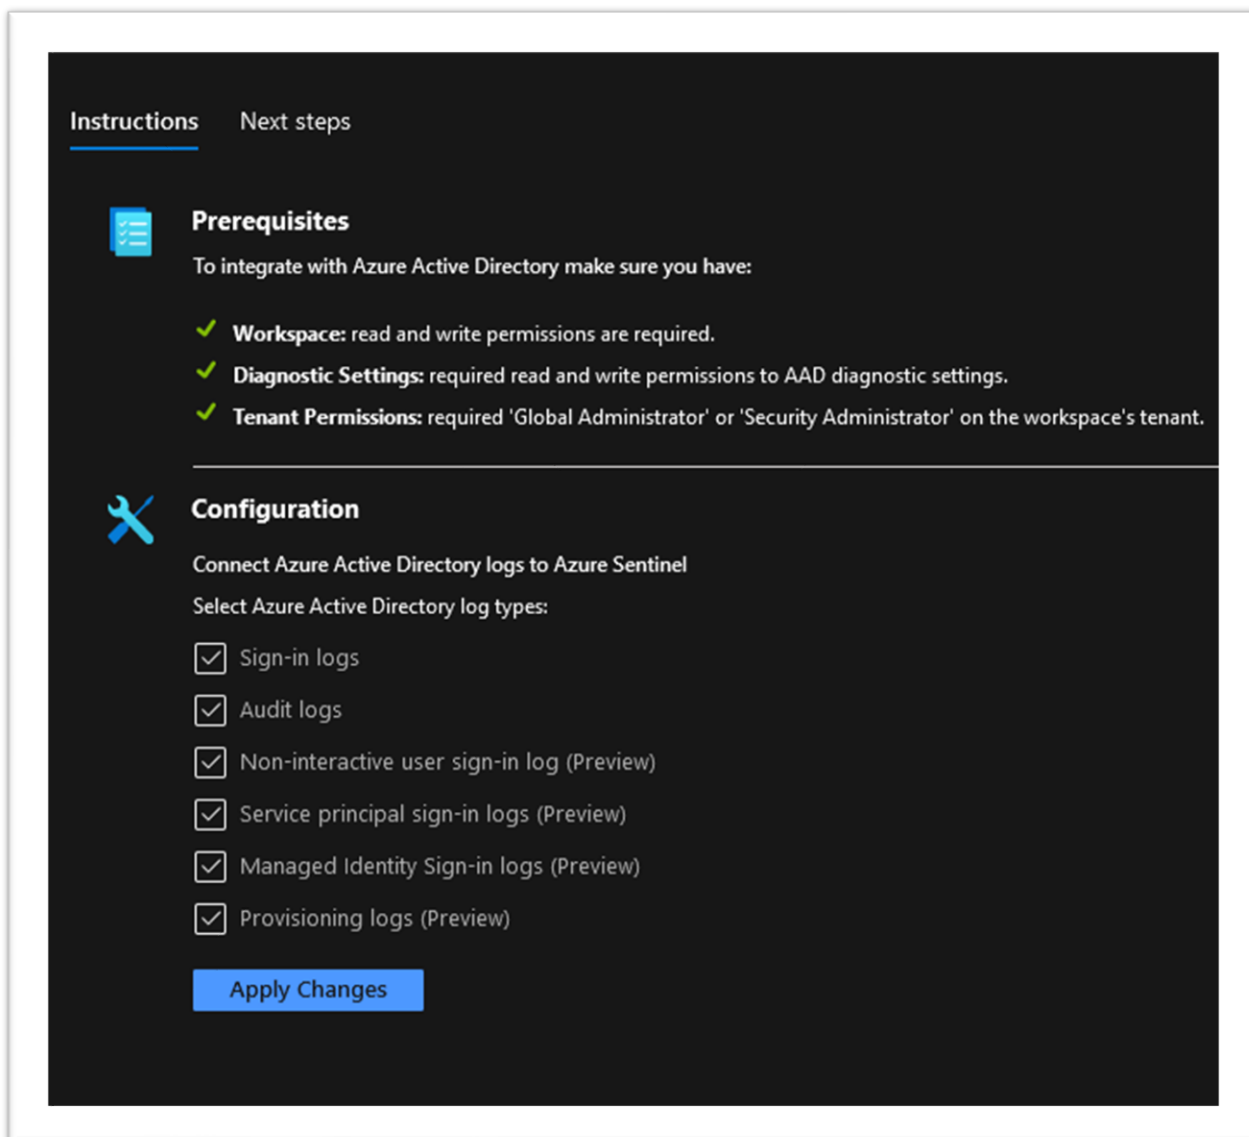 Instructions Next steps
Prerequisites
To integrate with Azure Active Directory make sure you have:
Workspace: read and write permissions are required.
Diagnostic Settings: required read and write permissions to AAD diagnostic settings.
Tenant Permissions: required 'Global Administrator' or 'Security Administrator' on the workspace's tenant.
Configuration
Connect Azure Active Directory logs to Azure Sentinel
Select Azure Active Directory log types:
Sign-in logs
Audit logs
Non-interactive user sign-in log (Preview)
Service principal sign-in logs (Preview)
Managed Identity Sign-in logs (Preview)
Provisioning logs (Preview)
Apply Changes